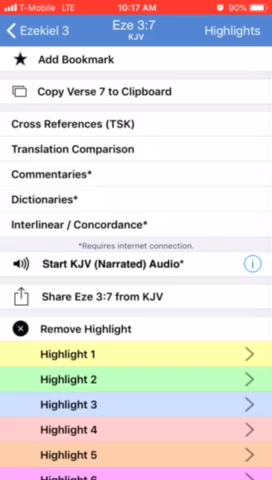 T-Mobile LTE 10:17 AM 90%
Ezekiel 3 Eze 3:7 Highlights
KJV
Add Bookmark
Copy Verse 7 to Clipboard
Cross References (TSK)
Translation Comparison
Commentaries*
Dictionaries*
Interlinear / Concordance*
*Requires internet connection.
Start KJV (Narrated) Audio*
Share Eze 3:7 from KJV
Remove Highlight
Highlight 1
Highlight 2
Highlight 3
Highlight 4
Highlight 5
Highlight 6